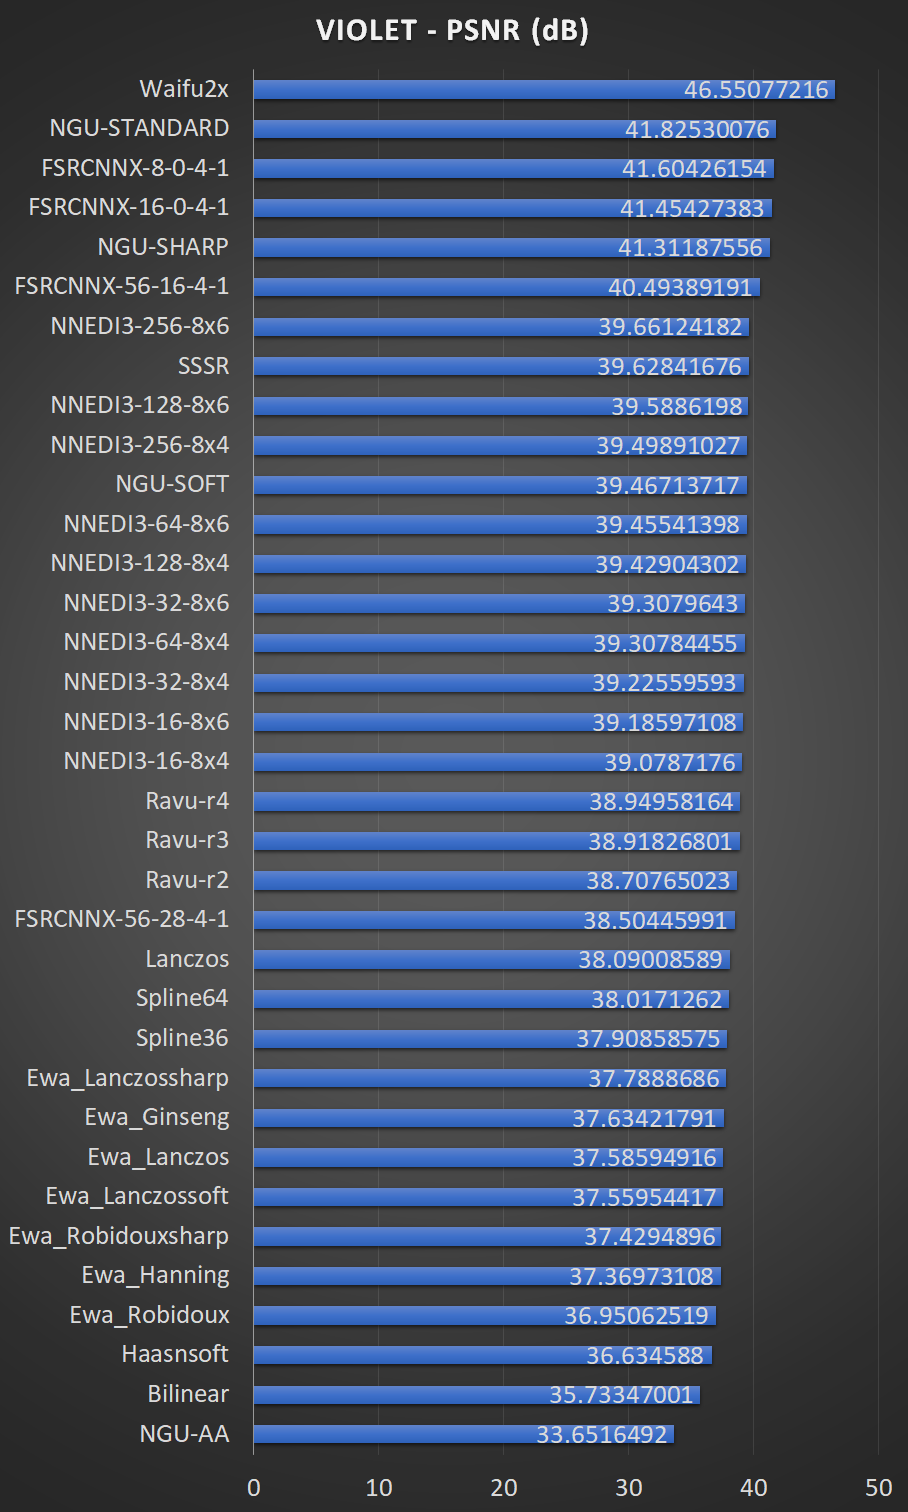 VIOLET - PSNR (dB)
Waifu2x 46.55077216
NGU-STANDARD 41.82530076
FSRCNNX-8-0-4-1 41.60426154
FSRCNNX-16-0-4-1 41.45427383
NGU-SHARP 41.31187556
FSRCNNX-56-16-4-1 40.49389191
NNEDI3-256-8x6 39.66124182
SSSR 39.62841676
NNEDI3-128-8x6 39.5886198
NNEDI3-256-8x4 39.49891027
NGU-SOFT 39.46713717
NNEDI3-64-8x6 39.45541398
NNEDI3-128-8x4 39.42904302
NNEDI3-32-8x6 39.3079643
NNEDI3-64-8x4 39.30784455
NNEDI3-32-8x4 39.22559593
NNEDI3-16-8x6 39.18597108
NNEDI3-16-8x4 39.0787176
Ravu-r4 38.94958164
Ravu-r3 38.91826801
Ravu-r2 38.70765023
FSRCNNX-56-28-4-1 38.50445991
Lanczos 38.09008589
Spline64 38.0171262
Spline36 37.90858575
Ewa_Lanczossharp 37.7888686
Ewa_Ginseng 37.63421791
Ewa_Lanczos 37.58594916
Ewa_Lanczossoft 37.55954417
Ewa_Robidouxsharp 37.4294896
Ewa_Hanning 37.36973108
Ewa_Robidoux 36.95062519
Haasnsoft 36.634588
Bilinear 35.73347001
NGU-AA 33.6516492
0 10 20 30 40 50